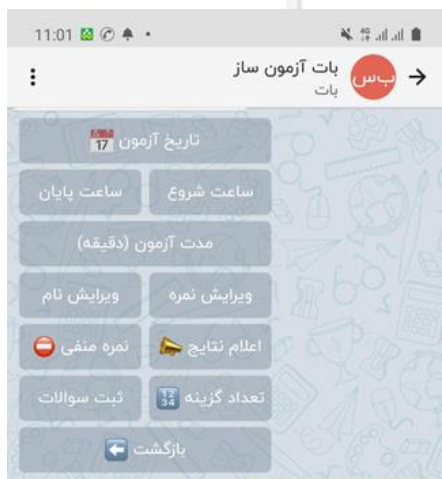 11:01
4G
بات آزمون ساز
بات
ب‌س
تاریخ آزمون 📅 17
ساعت شروع ساعت پایان
مدت آزمون (دقیقه)
ویرایش نمره ویرایش نام
اعلام نتایج 📣 نمره منفی ⛔
تعداد گزینه 🔢 ثبت سوالات
بازگشت ⬅️